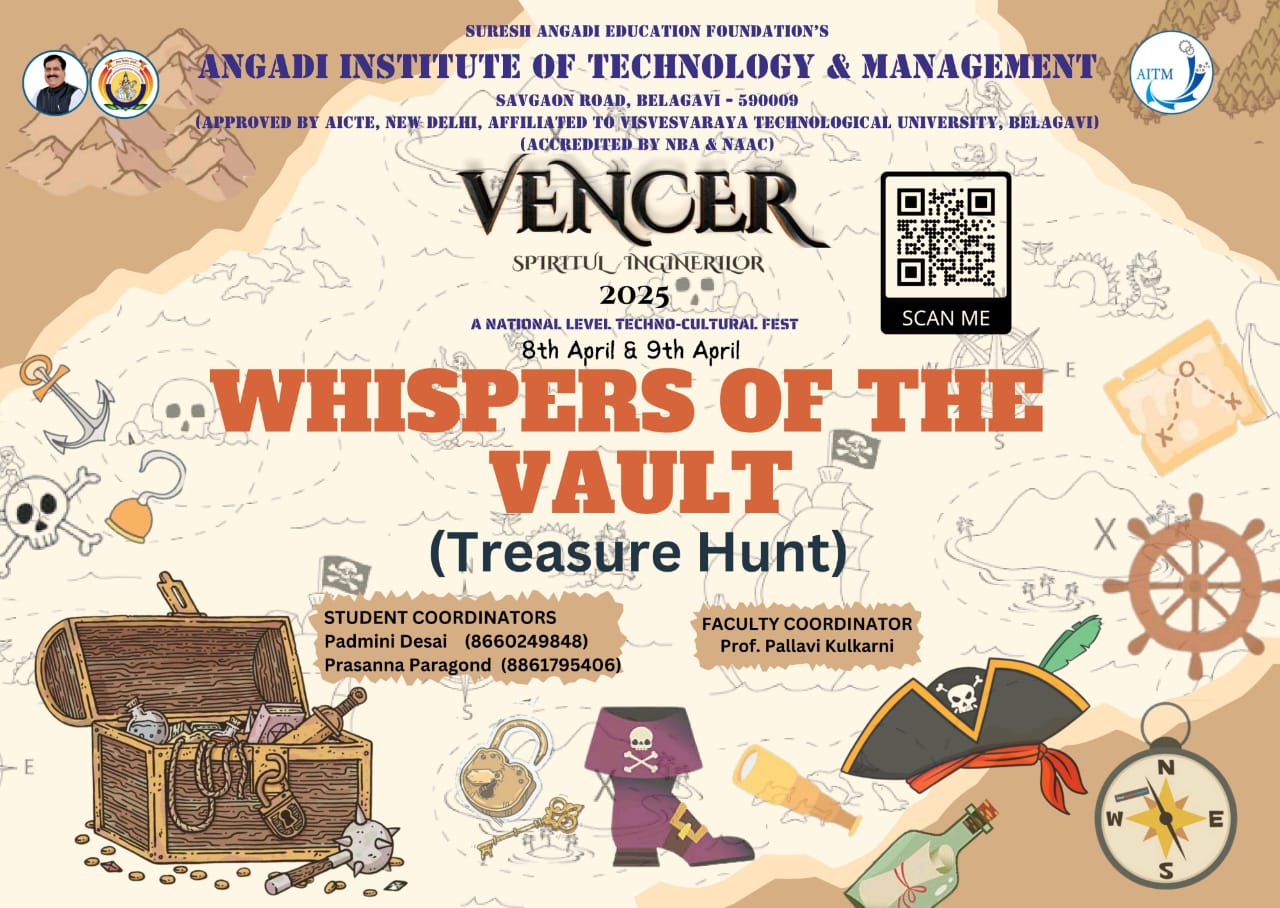 SURESH ANGADI EDUCATION FOUNDATION'S
ANGADI INSTITUTE OF TECHNOLOGY & MANAGEMENT
SAVGAON ROAD, BELAGAVI - 590009
(APPROVED BY AICTE, NEW DELHI, AFFILIATED TO VISVESVARAYA TECHNOLOGICAL UNIVERSITY, BELAGAVI)
(ACCREDITED BY NBA & NAAC)
AITM
VENCER
SPIRITUL INGINERILOR
2025
A NATIONAL LEVEL TECHNO-CULTURAL FEST
8th April & 9th April
SCAN ME
WHISPERS OF THE
VAULT
(Treasure Hunt)
STUDENT COORDINATORS
Padmini Desai (8660249848)
Prasanna Paragond (8861795406)
FACULTY COORDINATOR
Prof. Pallavi Kulkarni
N
W E
S
N
W E
S
X
S
E